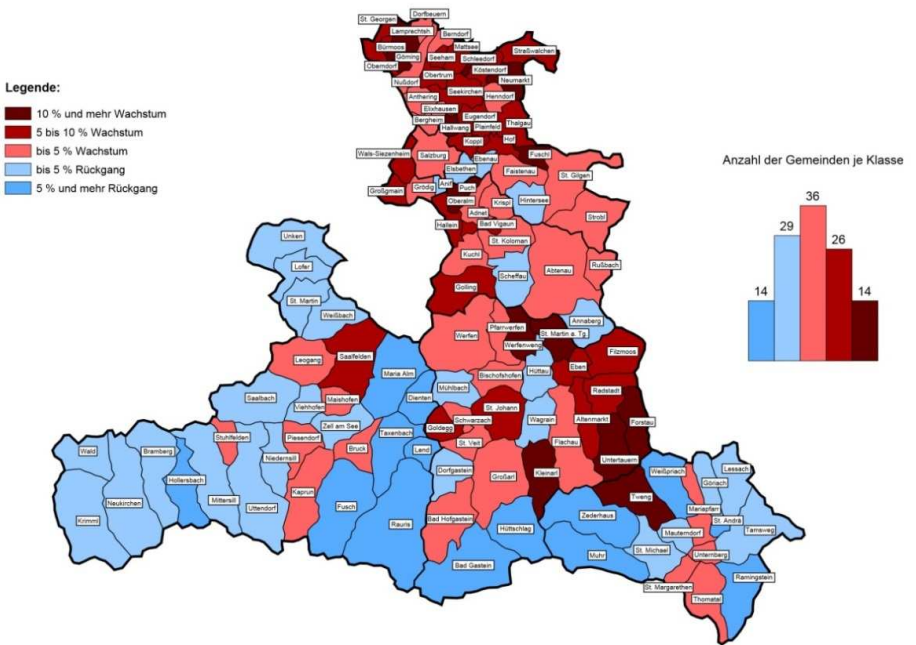 St. Georgen
Dorfbeuern
Lamprechtsh.
Berndorf
Bürmoos
Mattsee
Straßwalchen
Göming
Seeham
Schleedorf
Oberndorf
Obertrum
Köstendorf
Nußdorf
Seekirchen
Neumarkt
Anthering
Henndorf
Elixhausen
Eugendorf
Thalgau
Bergheim
Hallwang
Plainfeld
Koppl
Hof
Wals-Siezenheim
Salzburg
Ebenau
Fuschl
Elsbethen
Faistenau
St. Gilgen
Großgmain
Grödig
Anif
Puch
Oberalm
Krispl
Hintersee
Adnet
Strobl
Hallein
Bad Vigaun
St. Koloman
Kuchl
Rußbach
Scheffau
Abtenau
Golling
Unken
Lofer
St. Martin
Weißbach
Annaberg
Pfarrwerfen
St. Martin a. Tg.
Werfen
Werfenweng
Filzmoos
Leogang
Saalfelden
Eben
Hüttau
Maria Alm
Bischofshofen
Mühlbach
Radstadt
Saalbach
Viehhofen
Maishofen
Dienten
St. Johann
Goldegg
Schwarzach
Wagrain
Altenmarkt
Forstau
Zell am See
Taxenbach
Stuhlfelden
Piesendorf
Bruck
Lend
St. Veit
Flachau
Wald
Bramberg
Niedernsill
Dorfgastein
Untertauern
Hollersbach
Großarl
Kleinarl
Weißpriach
Lessach
Göriach
Neukirchen
Mittersill
Uttendorf
Kaprun
Fusch
Tweng
Krimml
Rauris
Bad Hofgastein
Hüttschlag
Zederhaus
Mariapfarr
St. Andrä
Tamsweg
Mauterndorf
Bad Gastein
Muhr
St. Michael
Unternberg
Ramingstein
St. Margarethen
Thomatal
Legende:
10 % und mehr Wachstum
5 bis 10 % Wachstum
bis 5 % Wachstum
bis 5 % Rückgang
5 % und mehr Rückgang
Anzahl der Gemeinden je Klasse
14
29
36
26
14